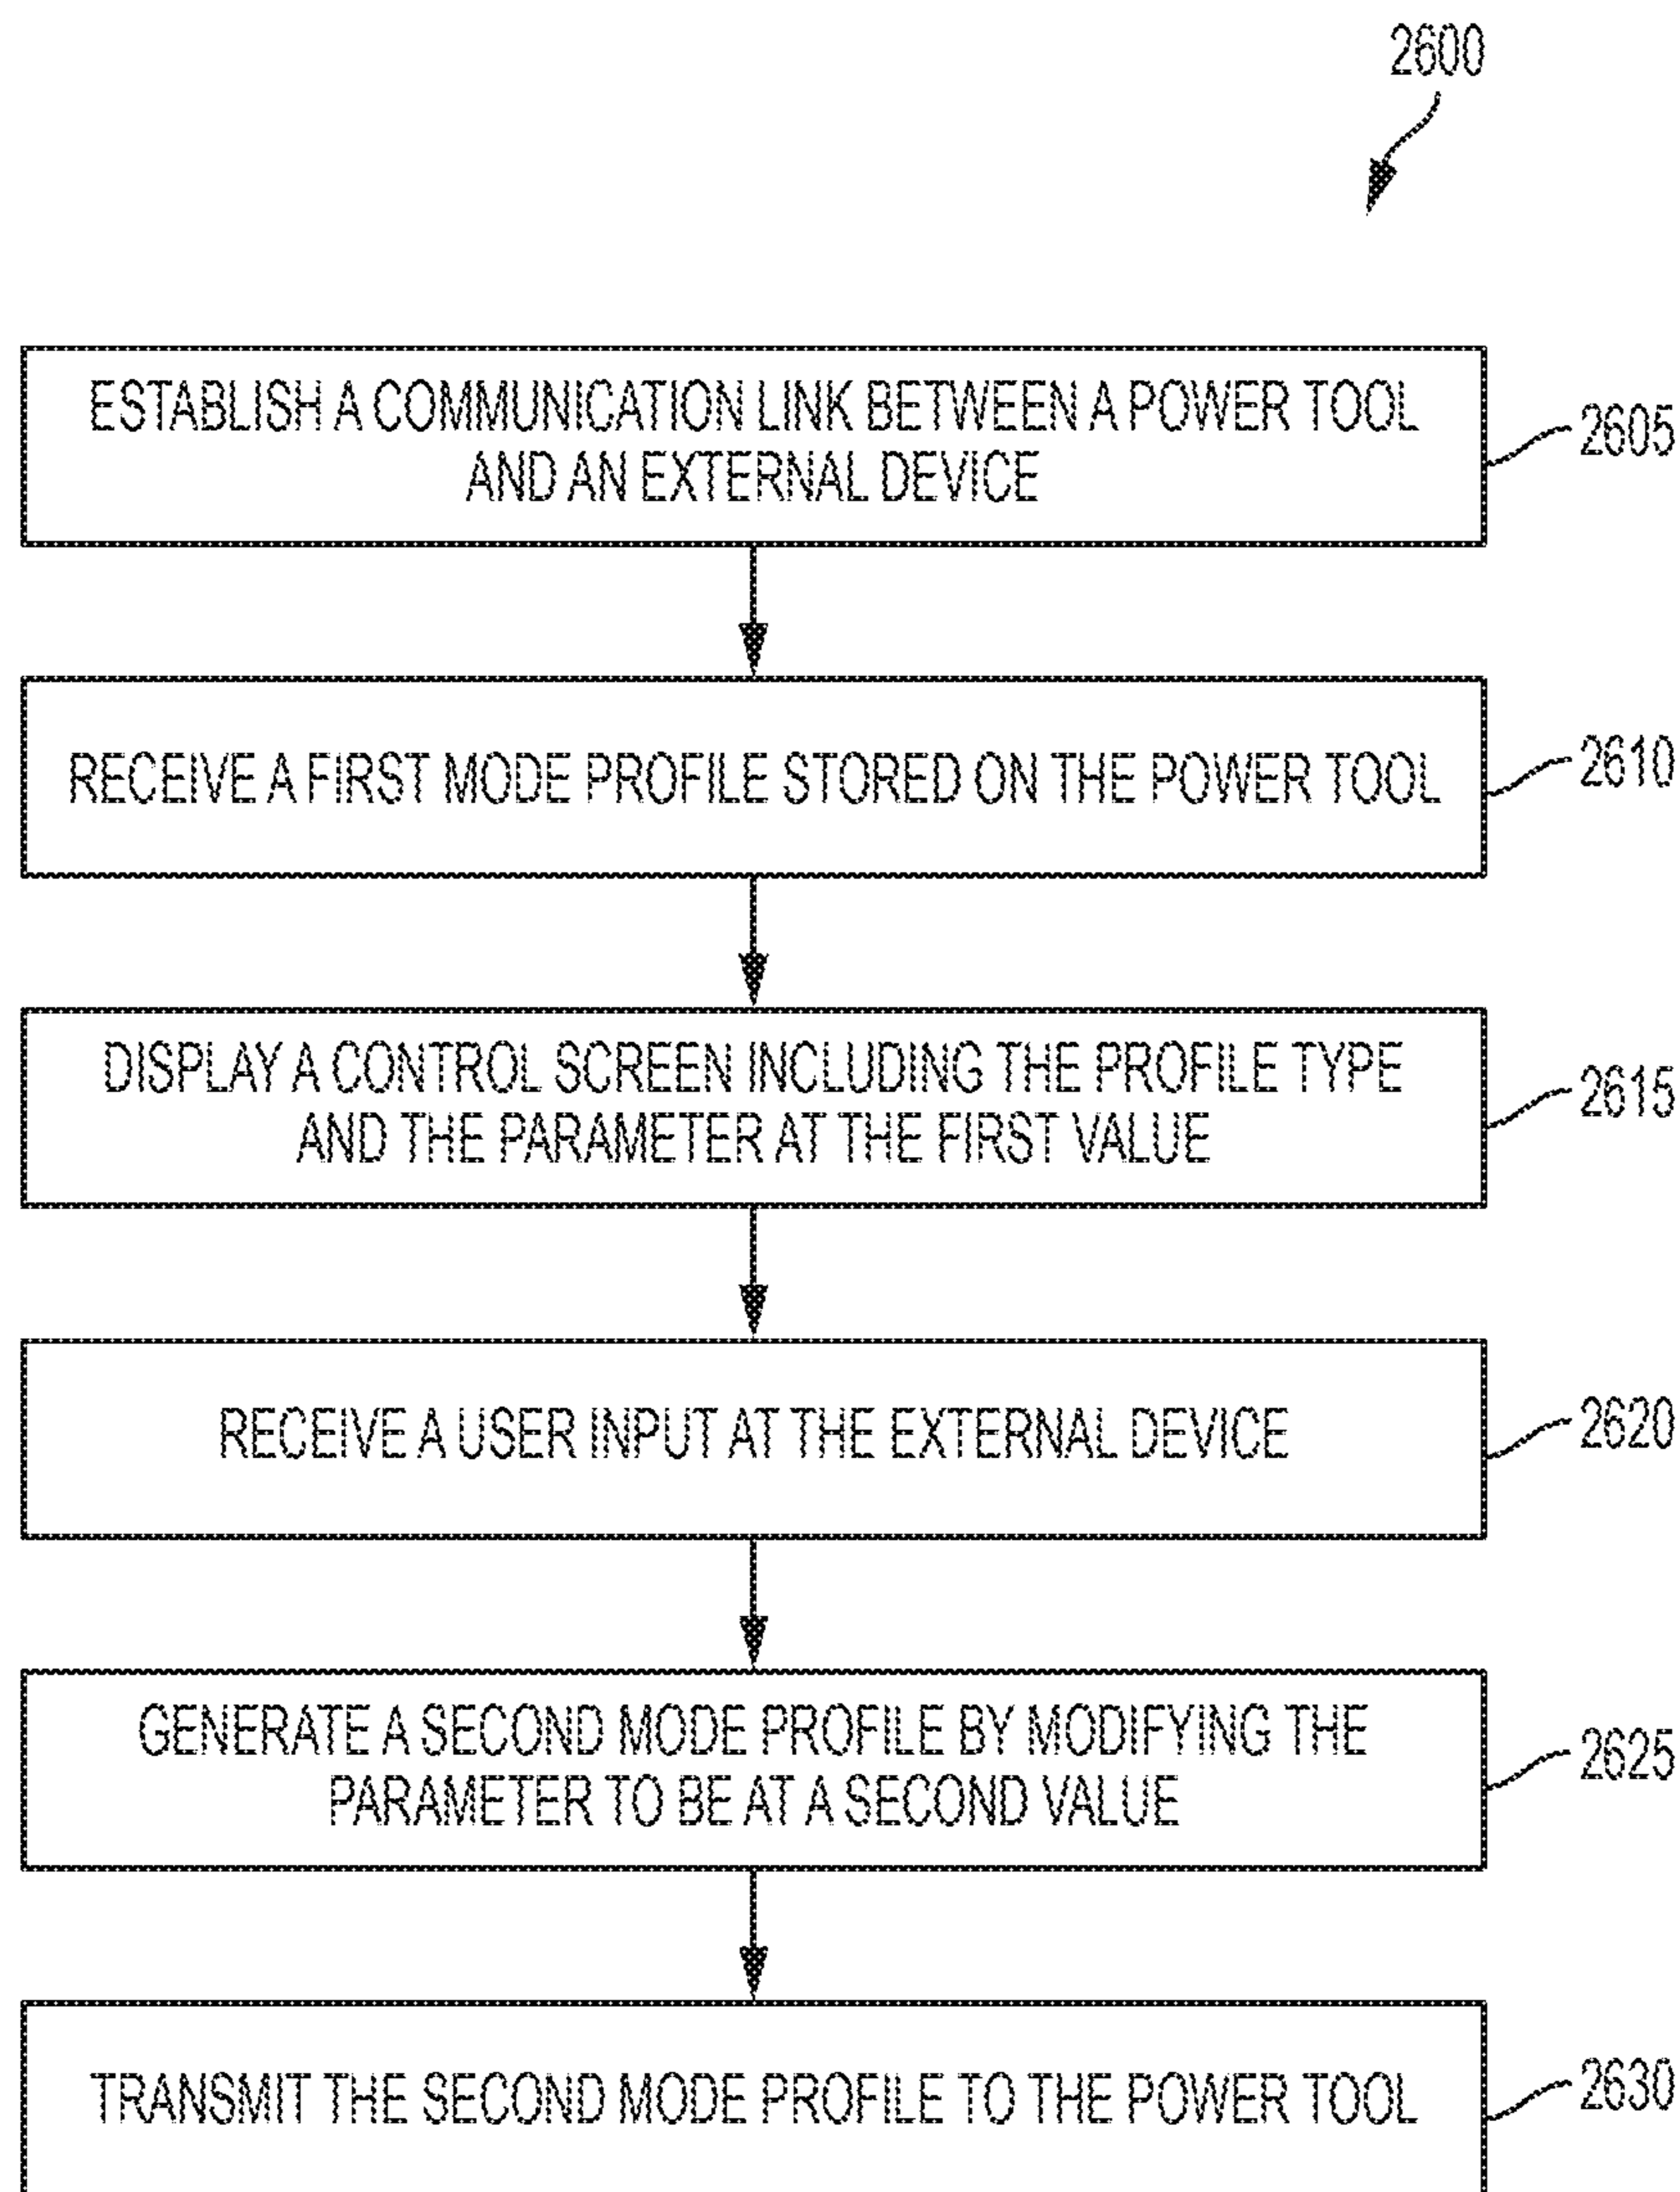 2600
ESTABLISH A COMMUNICATION LINK BETWEEN A POWER TOOL
AND AN EXTERNAL DEVICE
2605
RECEIVE A FIRST MODE PROFILE STORED ON THE POWER TOOL
2610
DISPLAY A CONTROL SCREEN INCLUDING THE PROFILE TYPE
AND THE PARAMETER AT THE FIRST VALUE
2615
RECEIVE A USER INPUT AT THE EXTERNAL DEVICE
2620
GENERATE A SECOND MODE PROFILE BY MODIFYING THE
PARAMETER TO BE AT A SECOND VALUE
2625
TRANSMIT THE SECOND MODE PROFILE TO THE POWER TOOL
2630